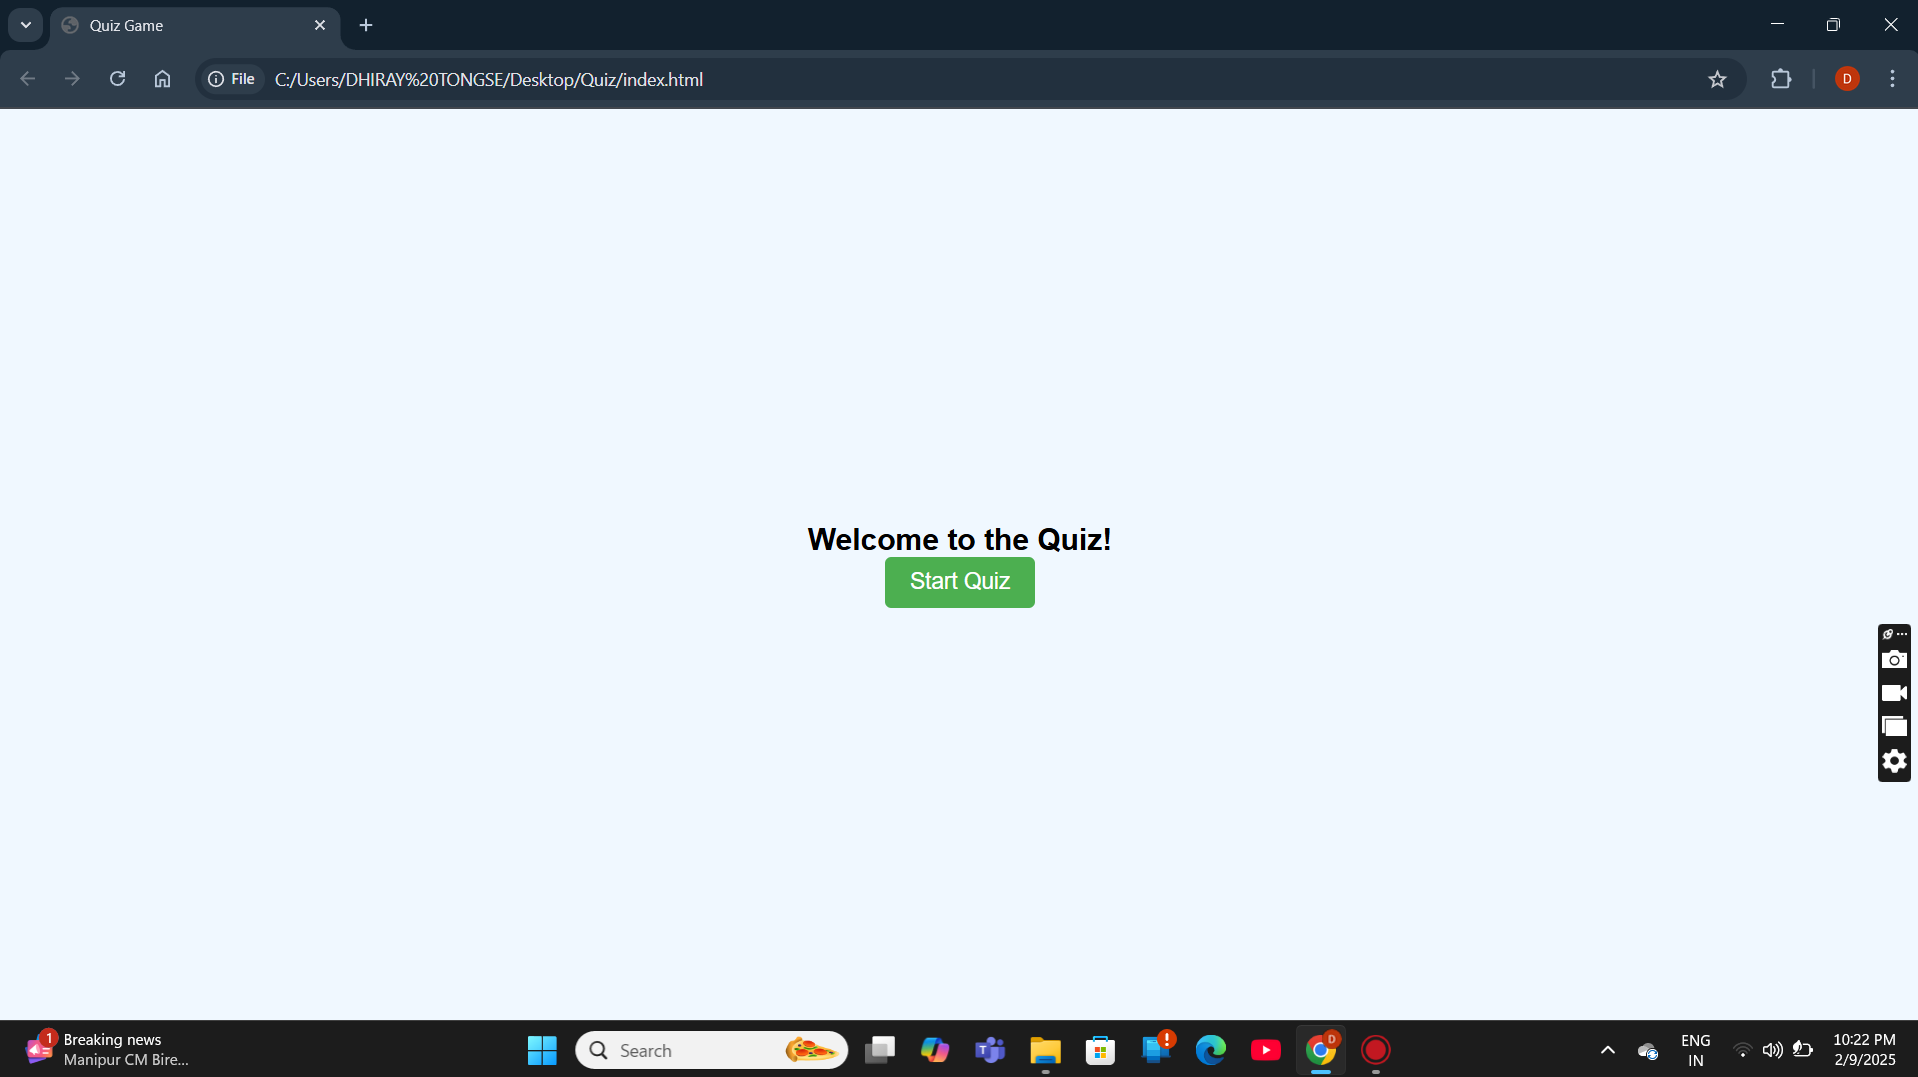 Quiz Game
File
C:/Users/DHIRAY%20TONGSE/Desktop/Quiz/index.html
D
Welcome to the Quiz!
Start Quiz
1
Breaking news
Manipur CM Bire...
Search
T
!
D
ENG
IN
10:22 PM
2/9/2025